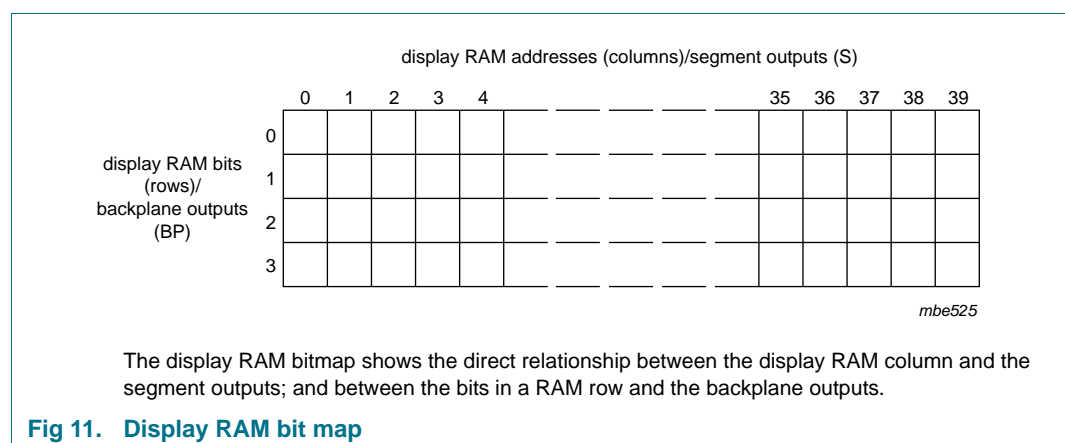 display RAM addresses (columns)/segment outputs (S)
0 1 2 3 4 35 36 37 38 39
0
display RAM bits
1
(rows)/
backplane outputs
2
(BP)
3
mbe525
The display RAM bitmap shows the direct relationship between the display RAM column and the
segment outputs; and between the bits in a RAM row and the backplane outputs.
Fig 11. Display RAM bit map